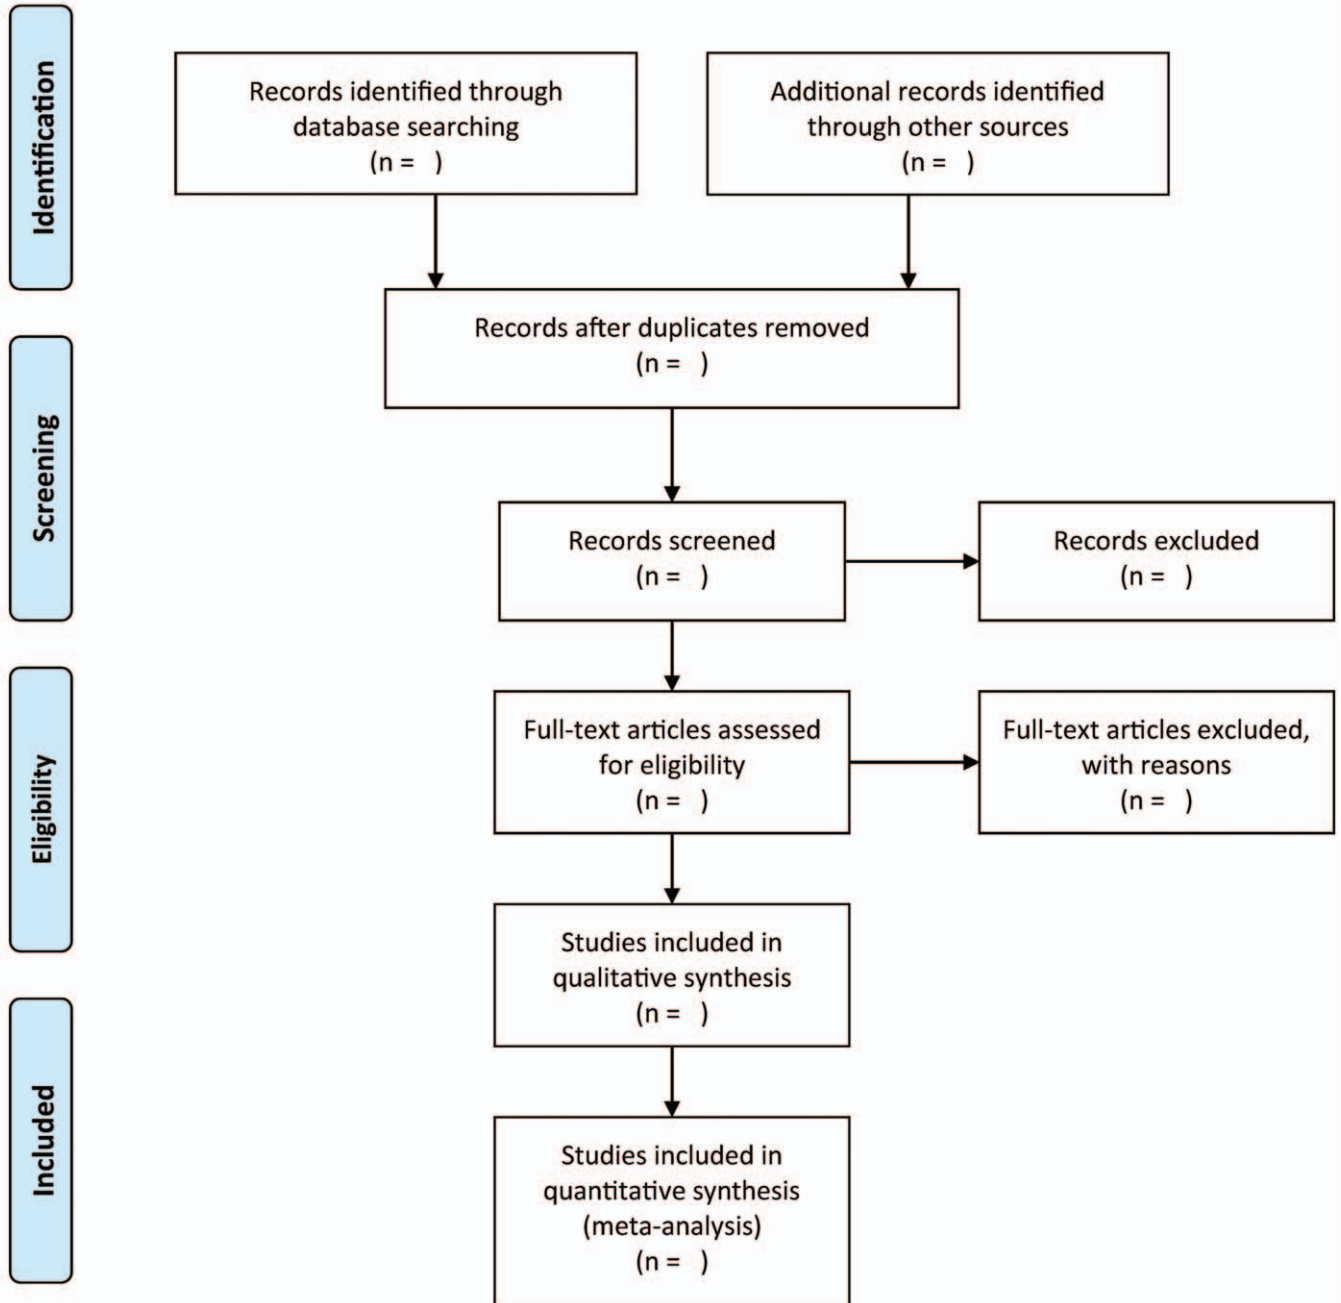 Identification
Records identified through
database searching
(n =   )
Additional records identified
through other sources
(n =   )
Records after duplicates removed
(n =   )
Screening
Records screened
(n =   )
Records excluded
(n =   )
Eligibility
Full-text articles assessed
for eligibility
(n =   )
Full-text articles excluded,
with reasons
(n =   )
Studies included in
qualitative synthesis
(n =   )
Included
Studies included in
quantitative synthesis
(meta-analysis)
(n =   )